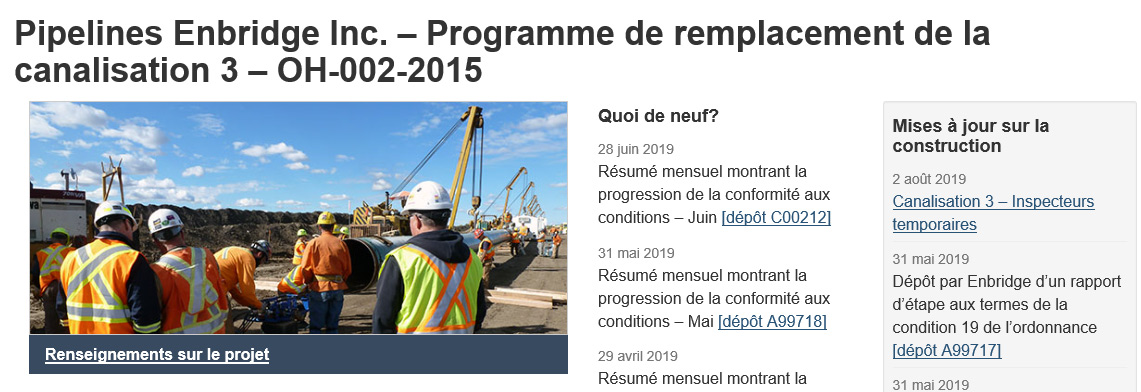 Pipelines Enbridge Inc. – Programme de remplacement de la
canalisation 3 – OH-002-2015
Renseignements sur le projet
Quoi de neuf?
28 juin 2019
Résumé mensuel montrant la
progression de la conformité aux
conditions – Juin [dépôt C00212]
31 mai 2019
Résumé mensuel montrant la
progression de la conformité aux
conditions – Mai [dépôt A99718]
29 avril 2019
Résumé mensuel montrant la
Mises à jour sur la
construction
2 août 2019
Canalisation 3 – Inspecteurs
temporaires
31 mai 2019
Dépôt par Enbridge d’un rapport
d’étape aux termes de la
condition 19 de l’ordonnance
[dépôt A99717]
31 mai 2019